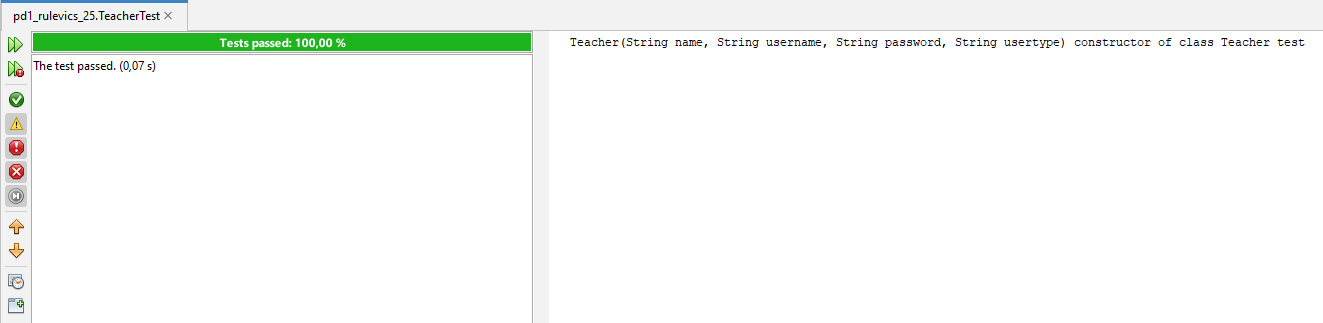 pd1_rulevics_25.TeacherTest
Tests passed: 100,00 %
The test passed. (0,07 s)
Teacher(String name, String username, String password, String usertype) constructor of class Teacher test